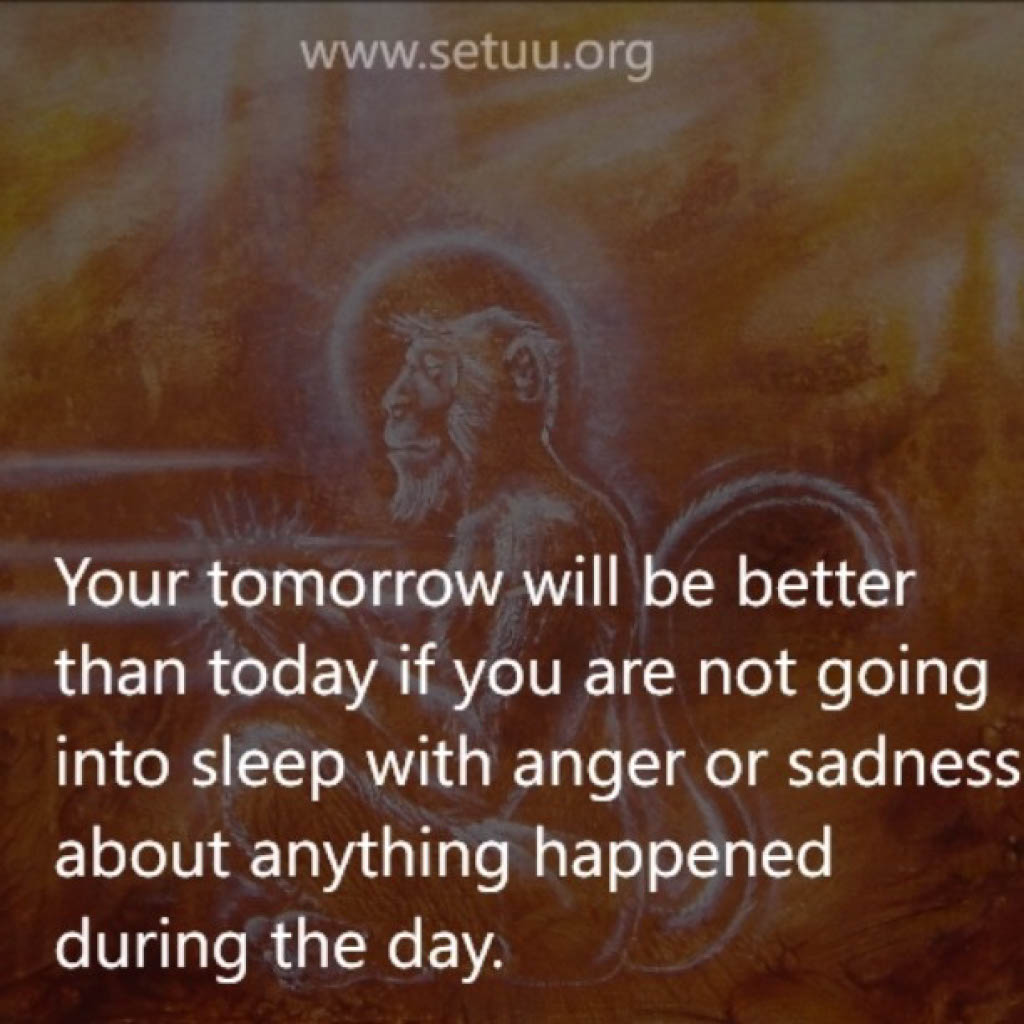 www.setuu.org
Your tomorrow will be better
than today if you are not going
into sleep with anger or sadness
about anything happened
during the day.